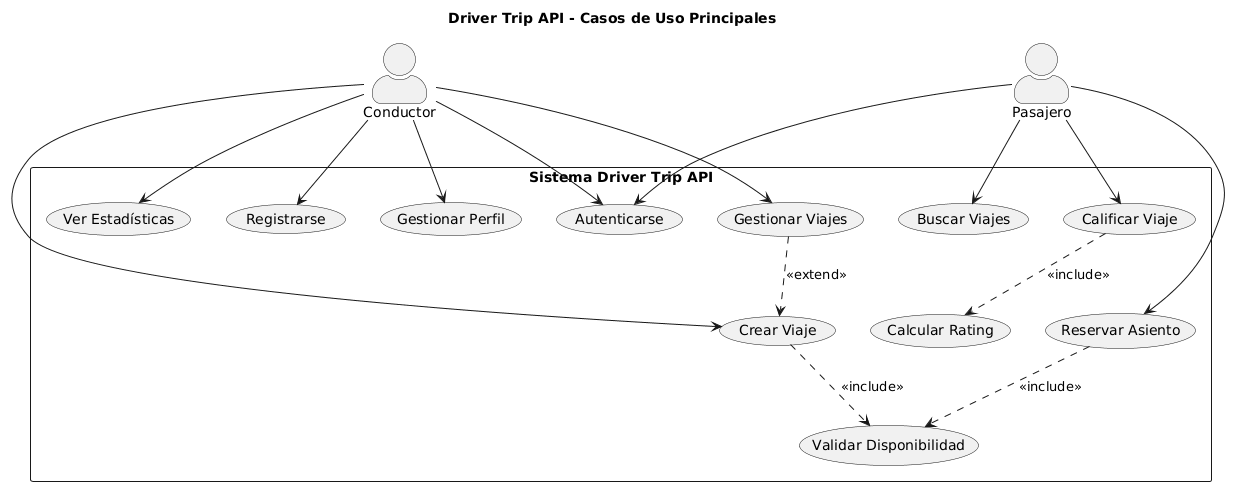 Driver Trip API - Casos de Uso Principales
Conductor
Pasajero
Sistema Driver Trip API
Ver Estadísticas
Registrarse
Gestionar Perfil
Autenticarse
Gestionar Viajes
Buscar Viajes
Calificar Viaje
«extend»
«include»
Crear Viaje
Calcular Rating
Reservar Asiento
«include»
«include»
Validar Disponibilidad